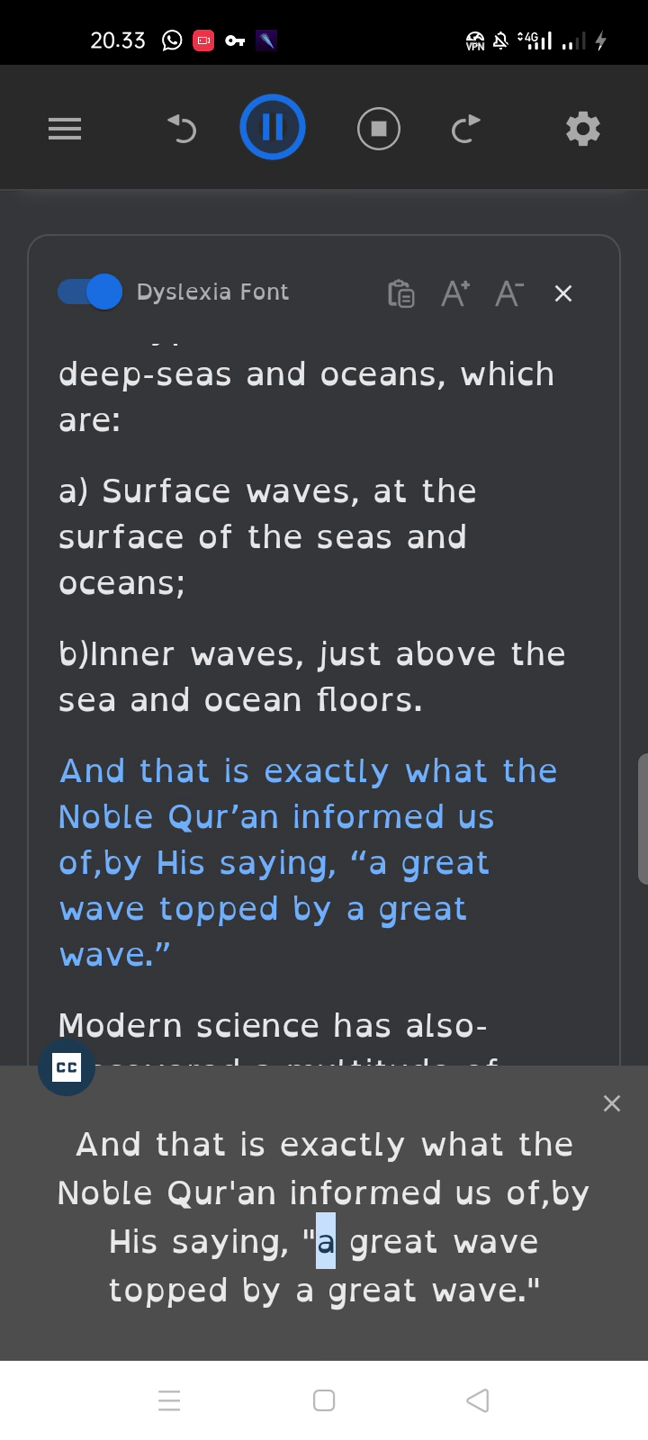 20.33
VPN
4G
Dyslexia Font
A+
A-
deep-seas and oceans, which
are:
a) Surface waves, at the
surface of the seas and
oceans;
b)Inner waves, just above the
sea and ocean floors.
And that is exactly what the
Noble Qur’an informed us
of,by His saying, “a great
wave topped by a great
wave.”
Modern science has also-
CC
And that is exactly what the
Noble Qur'an informed us of,by
His saying, "a great wave
topped by a great wave."